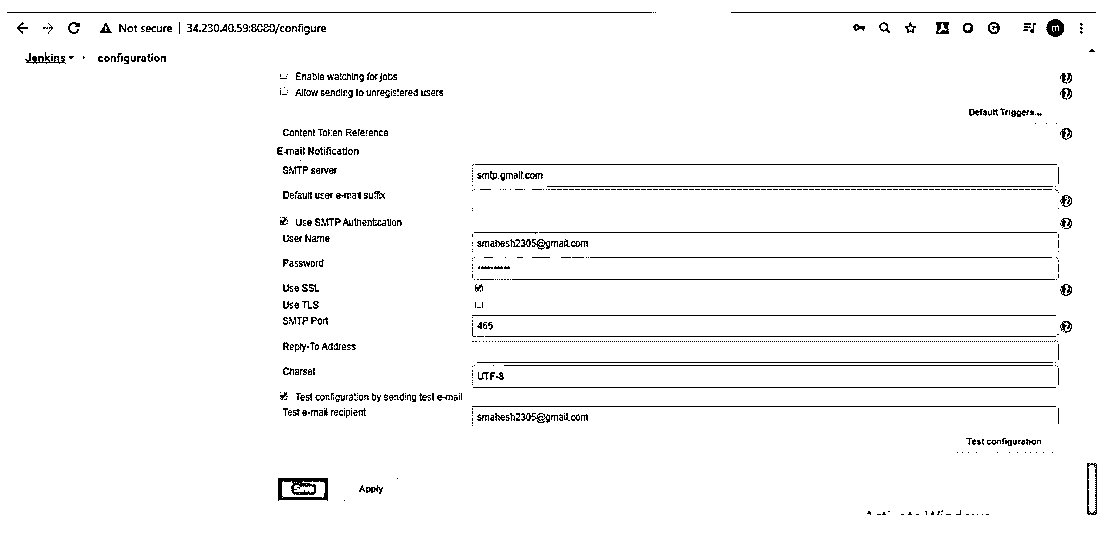 Not secure | 34.230.40.59:8080/configure
m
Jenkins configuration
Enable watching for jobs
Allow sending to unregistered users
Default Triggers...
Content Token Reference
E-mail Notification
SMTP server smtp.gmail.com
Default user e-mail suffix
Use SMTP Authentication
User Name smahesh2305@gmail.com
Password ••••••••••
Use SSL
Use TLS
SMTP Port 465
Reply-To Address
Charset UTF-8
Test configuration by sending test e-mail
Test e-mail recipient smahesh2305@gmail.com
Test configuration
Apply